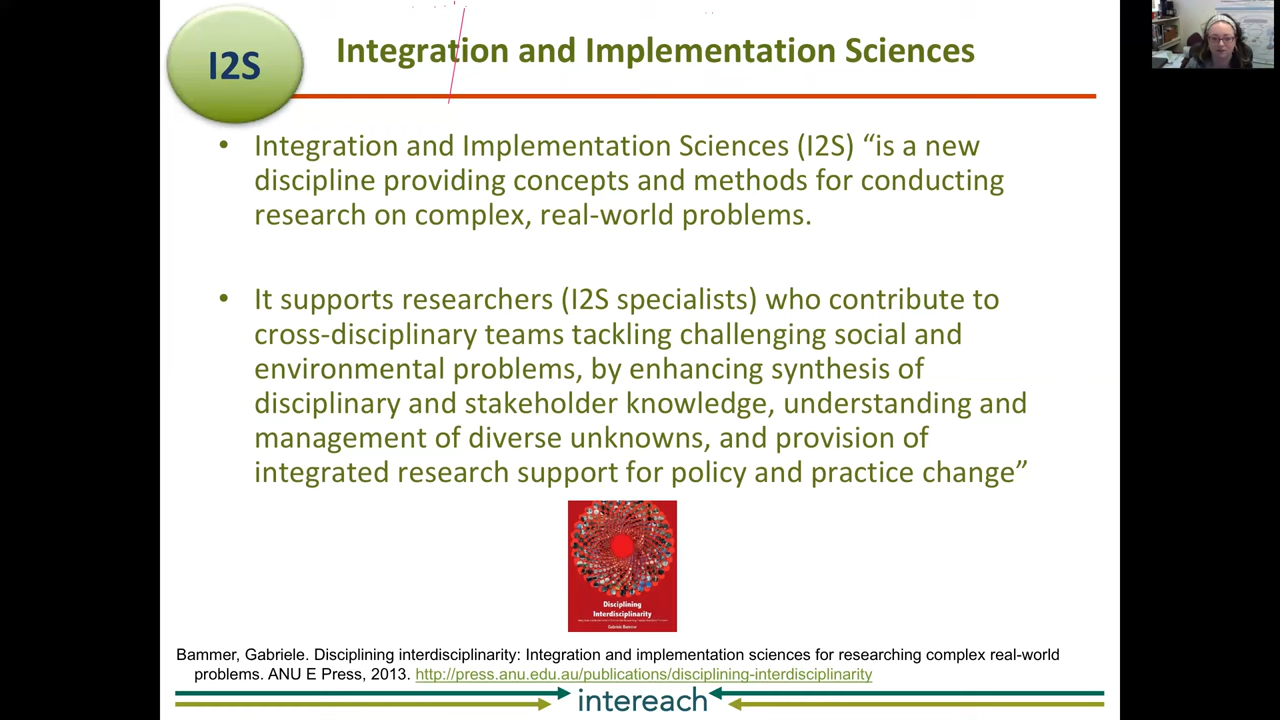 I2S
Integration and Implementation Sciences
• Integration and Implementation Sciences (I2S) “is a new
discipline providing concepts and methods for conducting
research on complex, real-world problems.
• It supports researchers (I2S specialists) who contribute to
cross-disciplinary teams tackling challenging social and
environmental problems, by enhancing synthesis of
disciplinary and stakeholder knowledge, understanding and
management of diverse unknowns, and provision of
integrated research support for policy and practice change”
Disciplining
Interdisciplinarity
Gabriele Bammer
Bammer, Gabriele. Disciplining interdisciplinarity: Integration and implementation sciences for researching complex real-world
problems. ANU E Press, 2013. http://press.anu.edu.au/publications/disciplining-interdisciplinarity
intereach